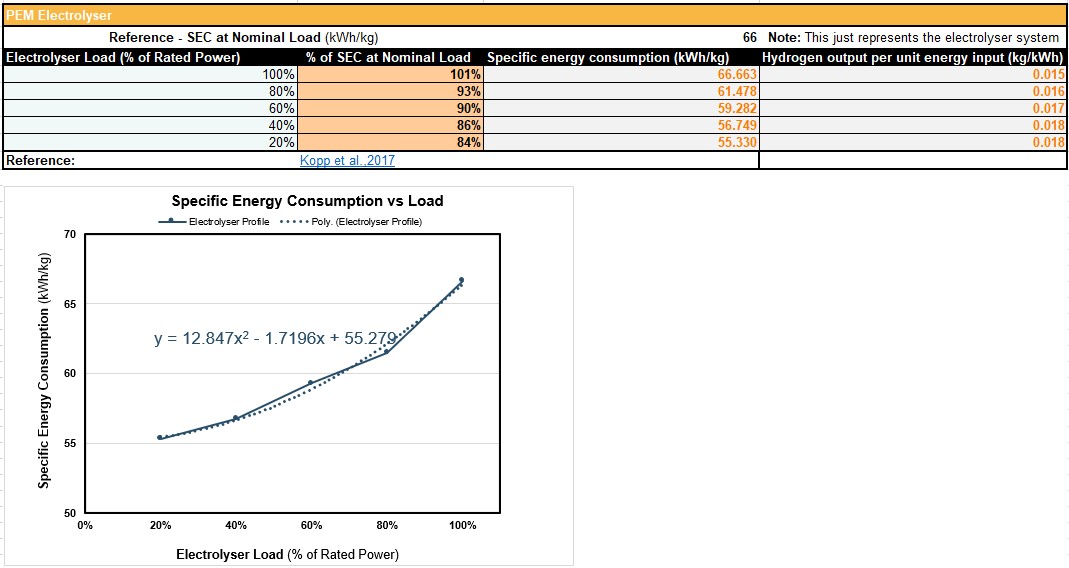 PEM Electrolyser
Reference - SEC at Nominal Load (kWh/kg) 66 Note: This just represents the electrolyser system
Electrolyser Load (% of Rated Power) % of SEC at Nominal Load Specific energy consumption (kWh/kg) Hydrogen output per unit energy input (kg/kWh)
100% 101% 66.663 0.015
80% 93% 61.478 0.016
60% 90% 59.282 0.017
40% 86% 56.749 0.018
20% 84% 55.330 0.018
Reference: Kopp et al.,2017
Specific Energy Consumption vs Load
Electrolyser Profile Poly. (Electrolyser Profile)
Specific Energy Consumption (kWh/kg)
70
65
y = 12.847x² - 1.7196x + 55.279
60
55
50
0% 20% 40% 60% 80% 100%
Electrolyser Load (% of Rated Power)